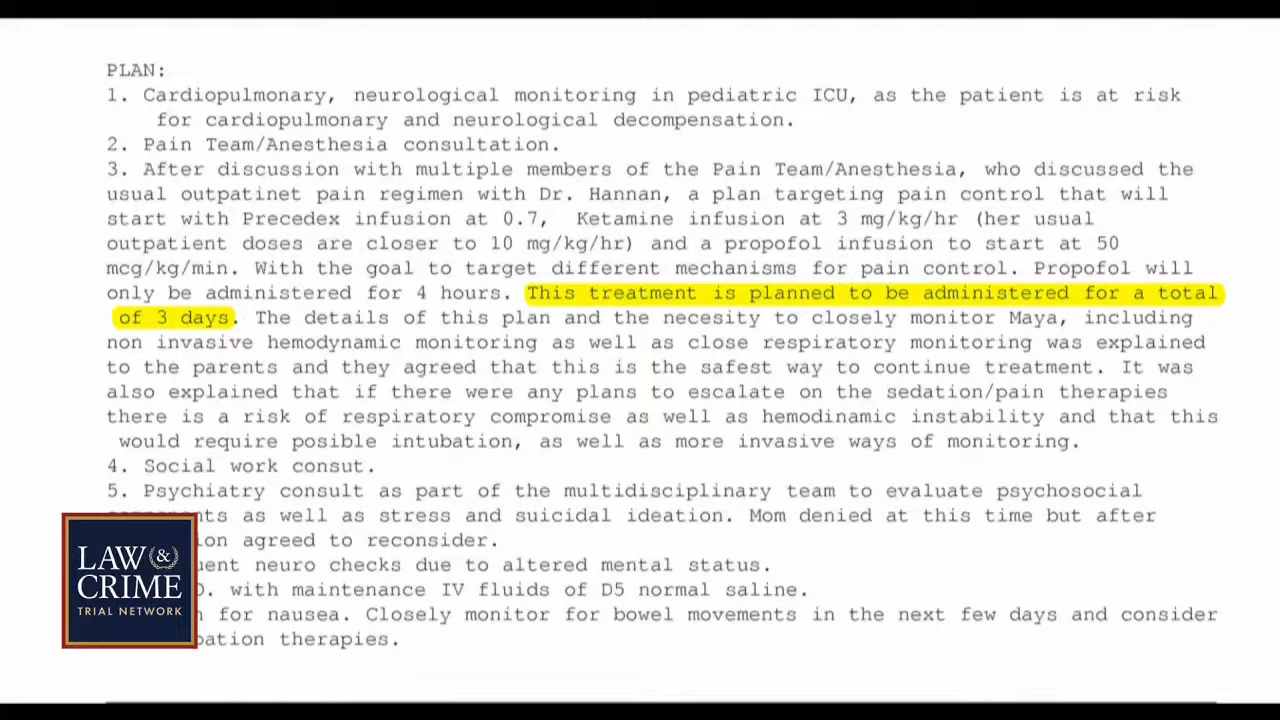 PLAN:
1. Cardiopulmonary, neurological monitoring in pediatric ICU, as the patient is at risk
for cardiopulmonary and neurological decompensation.
2. Pain Team/Anesthesia consultation.
3. After discussion with multiple members of the Pain Team/Anesthesia, who discussed the
usual outpatinet pain regimen with Dr. Hannan, a plan targeting pain control that will
start with Precedex infusion at 0.7, Ketamine infusion at 3 mg/kg/hr (her usual
outpatient doses are closer to 10 mg/kg/hr) and a propofol infusion to start at 50
mcg/kg/min. With the goal to target different mechanisms for pain control. Propofol will
only be administered for 4 hours. This treatment is planned to be administered for a total
of 3 days. The details of this plan and the necesity to closely monitor Maya, including
non invasive hemodynamic monitoring as well as close respiratory monitoring was explained
to the parents and they agreed that this is the safest way to continue treatment. It was
also explained that if there were any plans to escalate on the sedation/pain therapies
there is a risk of respiratory compromise as well as hemodinamic instability and that this
would require possible intubation, as well as more invasive ways of monitoring.
4. Social work consut.
5. Psychiatry consult as part of the multidisciplinary team to evaluate psychosocial
as well as stress and suicidal ideation. Mom denied at this time but after
agreed to reconsider.
neuro checks due to altered mental status.
with maintenance IV fluids of D5 normal saline.
for nausea. Closely monitor for bowel movements in the next few days and consider
therapies.
LAW &
CRIME
TRIAL NETWORK